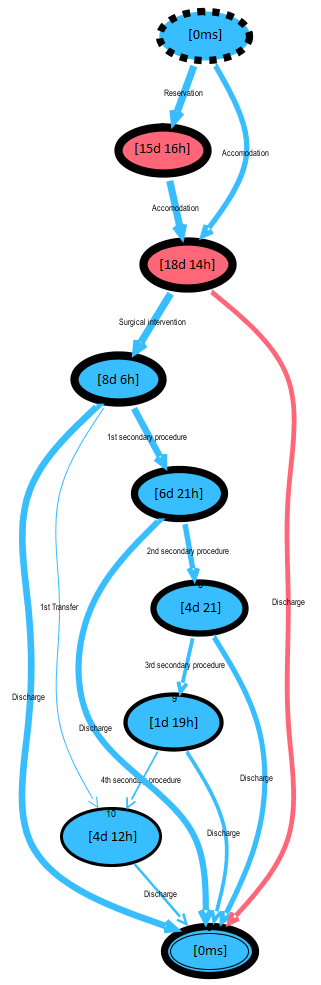 [0ms]
Reservation
[15d 16h]
Accomodation
Accomodation
[18d 14h]
Surgical intervention
[8d 6h]
1st secondary procedure
[6d 21h]
2nd secondary procedure
[4d 21]
1st Transfer
Discharge
3rd secondary procedure
Discharge
9
[1d 19h]
Discharge
Discharge
4th secondary procedure
10
[4d 12h]
Discharge
Discharge
[0ms]